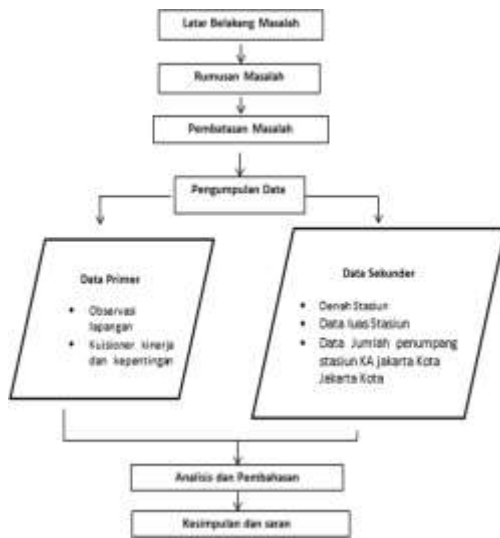 Latar Belakang Masalah
Rumusan Masalah
Pembatasan Masalah
Pengumpulan Data
Data Primer
• Observasi
lapangan
• Kuisioner kinerja
dan kepentingan
Data Sekunder
• Denah Stasiun
• Data luas Stasiun
• Data Jumlah penumpang
stasiun KA jakarta Kota
Jakarta Kota
Analisis dan Pembahasan
Kesimpulan dan saran